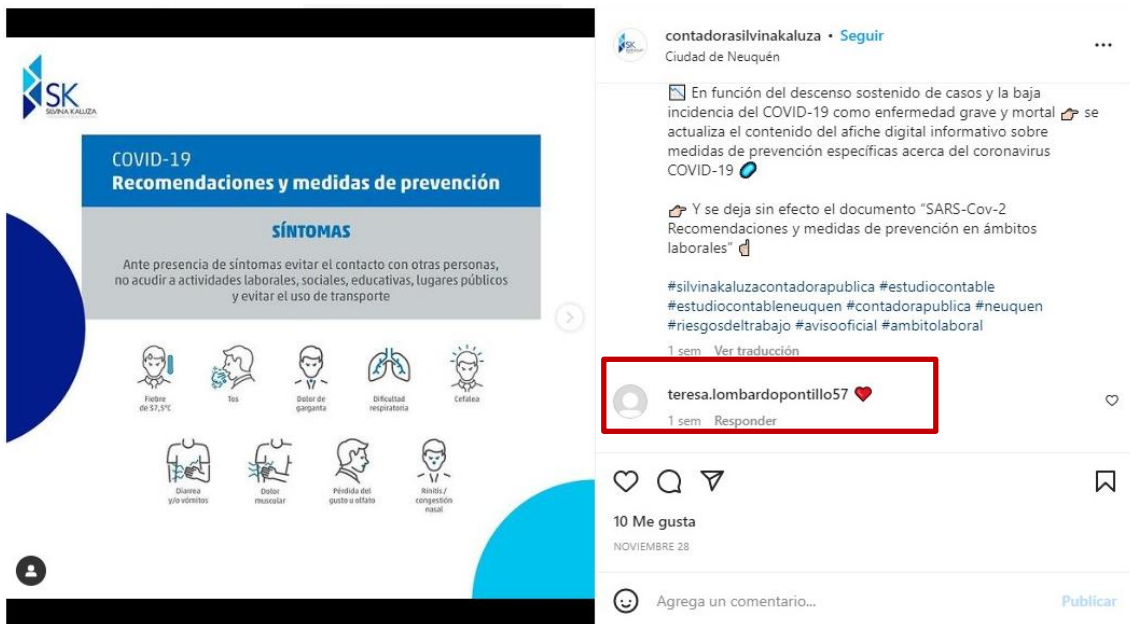 SK
SILVINA KALUZA
COVID-19
Recomendaciones y medidas de prevención
SÍNTOMAS
Ante presencia de síntomas evitar el contacto con otras personas,
no acudir a actividades laborales, sociales, educativas, lugares públicos
y evitar el uso de transporte
Fiebre
de 37,5°C
Tos
Dolor de
garganta
Dificultad
respiratoria
Cefalea
Diarrea
y/o vómitos
Dolor
muscular
Pérdida del
gusto u olfato
Rinitis /
congestión
nasal
SK
contadorasilvinakaluza • Seguir
Ciudad de Neuquén
📉 En función del descenso sostenido de casos y la baja
incidencia del COVID-19 como enfermedad grave y mortal 👉 se
actualiza el contenido del afiche digital informativo sobre
medidas de prevención específicas acerca del coronavirus
COVID-19 🦠
👉 Y se deja sin efecto el documento “SARS-Cov-2
Recomendaciones y medidas de prevención en ámbitos
laborales” ☝
#silvinakaluzacontadorapublica #estudiocontable
#estudiocontableneuquen #contadorapublica #neuquen
#riesgosdeltrabajo #avisooficial #ambitolaboral
1 sem Ver traducción
teresa.lombardopontillo57 ❤
1 sem Responder
10 Me gusta
NOVIEMBRE 28
Agrega un comentario...
Publicar